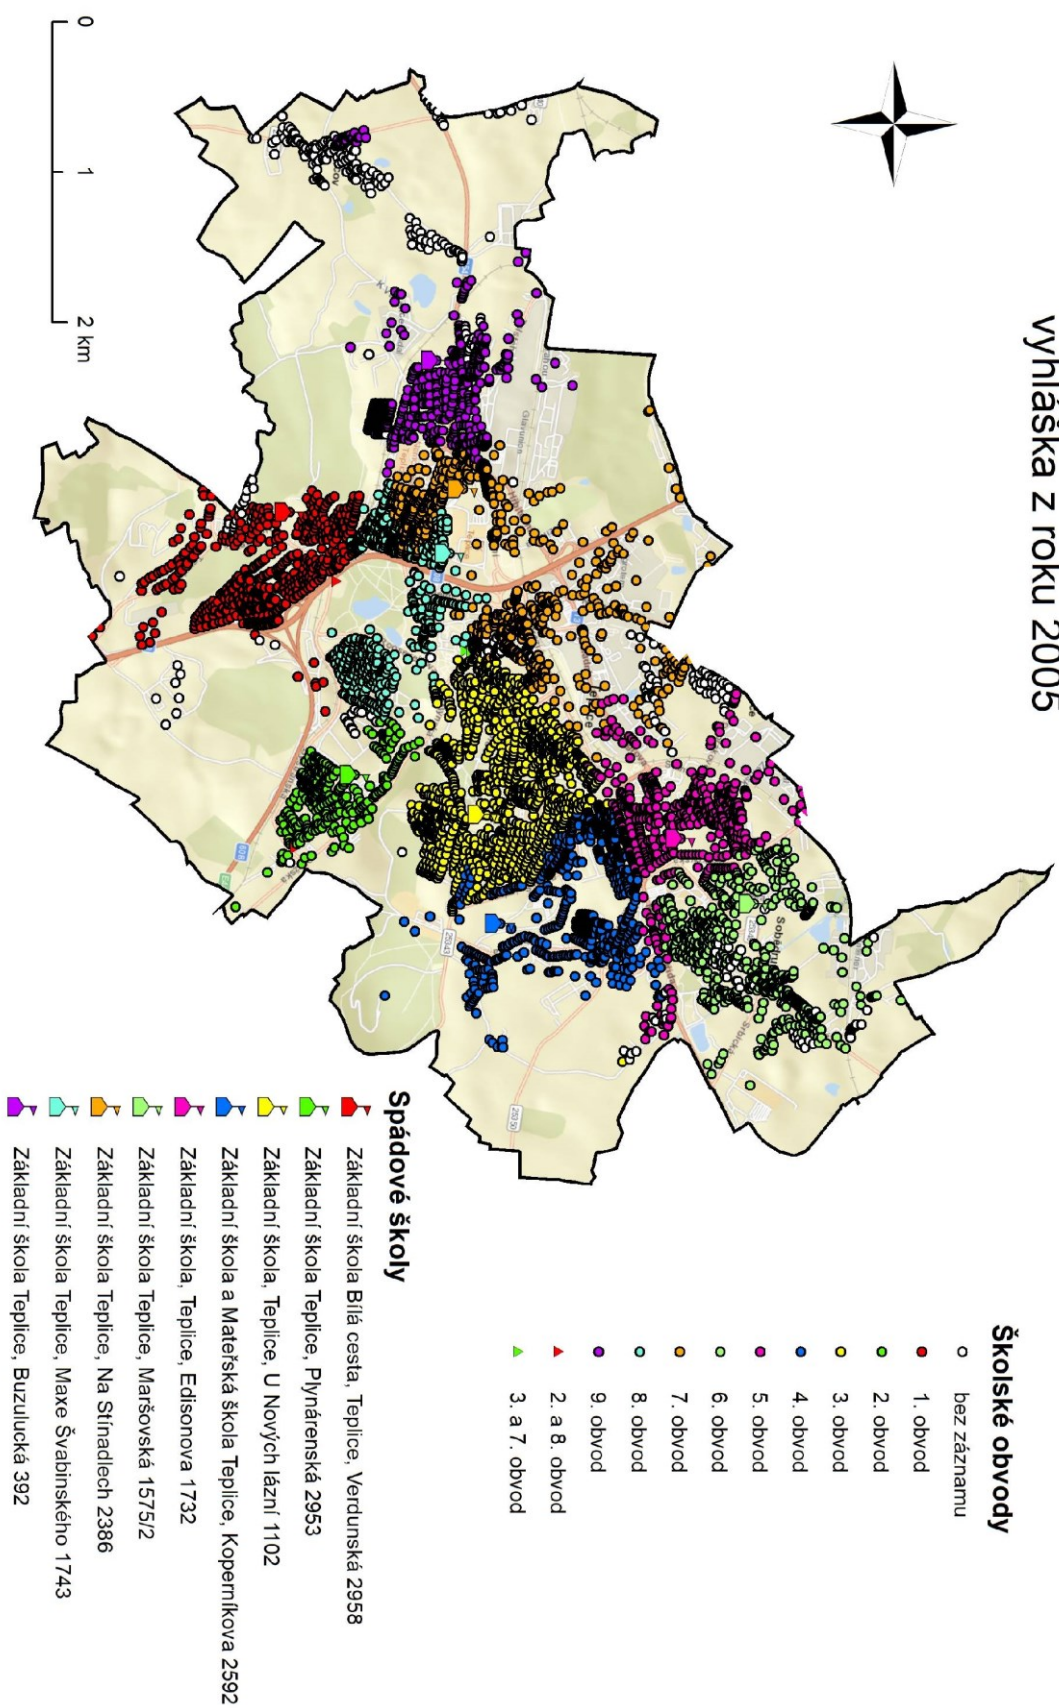 vyhláška z roku 2005
Školské obvody
bez záznamu
1. obvod
2. obvod
3. obvod
4. obvod
5. obvod
6. obvod
7. obvod
8. obvod
9. obvod
2. a 8. obvod
3. a 7. obvod
Spádové školy
Základní škola Bílá cesta, Teplice, Verdunská 2958
Základní škola Teplice, Plynárenská 2953
Základní škola, Teplice, U Nových lázní 1102
Základní škola a Mateřská škola Teplice, Koperníkova 2592
Základní škola, Teplice, Edisonova 1732
Základní škola Teplice, Maršovská 1575/2
Základní škola Teplice, Na Stínadlech 2386
Základní škola Teplice, Maxe Švabinského 1743
Základní škola Teplice, Buzulucká 392
0 1 2 km
Srbická
25350
25343
608